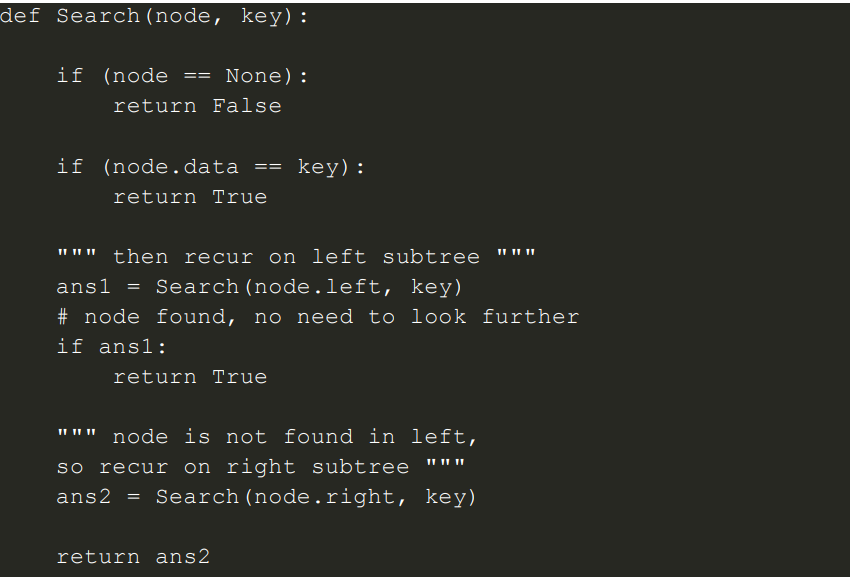 def Search(node, key):
    if (node == None):
        return False
    if (node.data == key):
        return True
    """ then recur on left subtree """
    ans1 = Search(node.left, key)
    # node found, no need to look further
    if ans1:
        return True
    """ node is not found in left,
    so recur on right subtree """
    ans2 = Search(node.right, key)
    return ans2